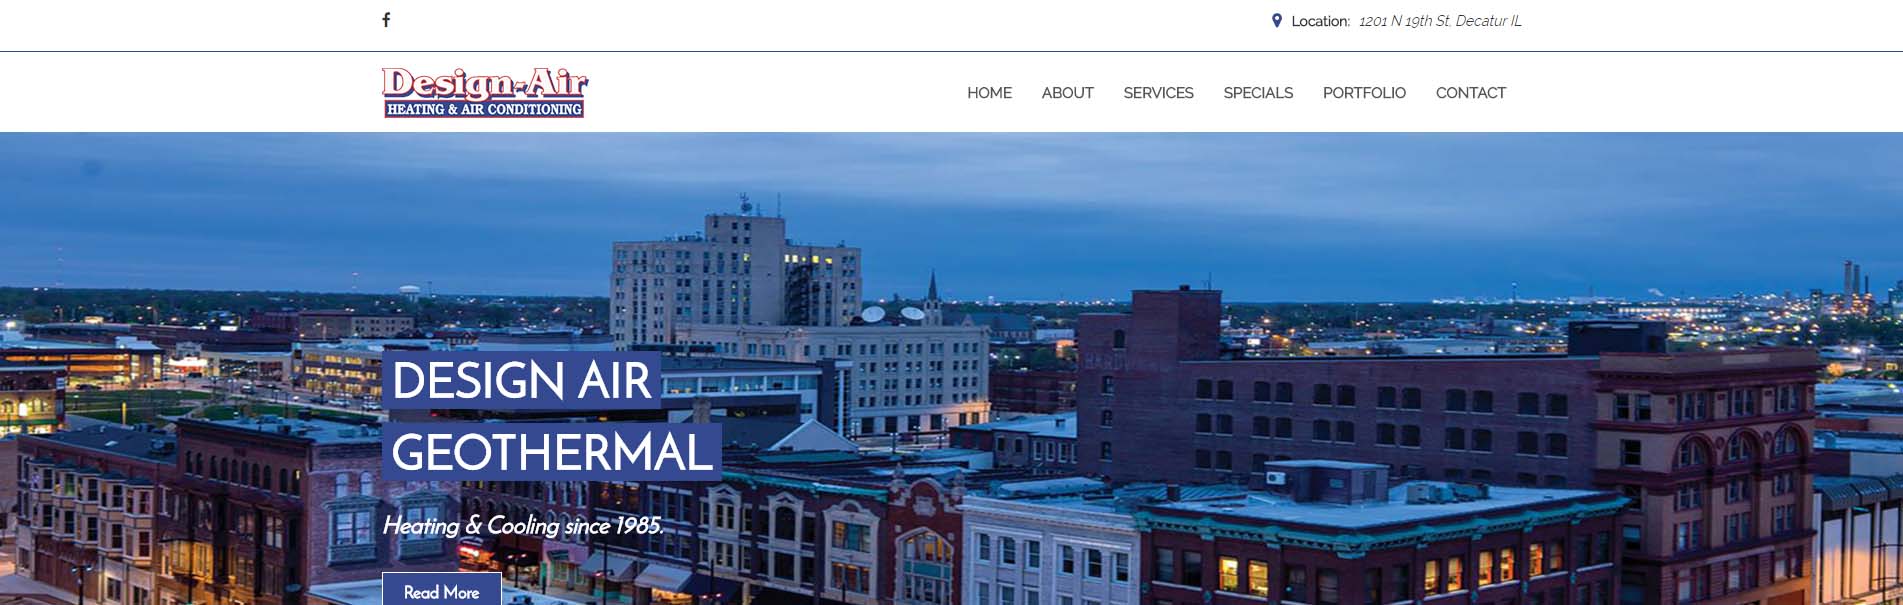 Location: 1201 N 19th St, Decatur IL
Design-Air
HEATING & AIR CONDITIONING
HOME ABOUT SERVICES SPECIALS PORTFOLIO CONTACT
DESIGN AIR
GEOTHERMAL
Heating & Cooling since 1985.
Read More